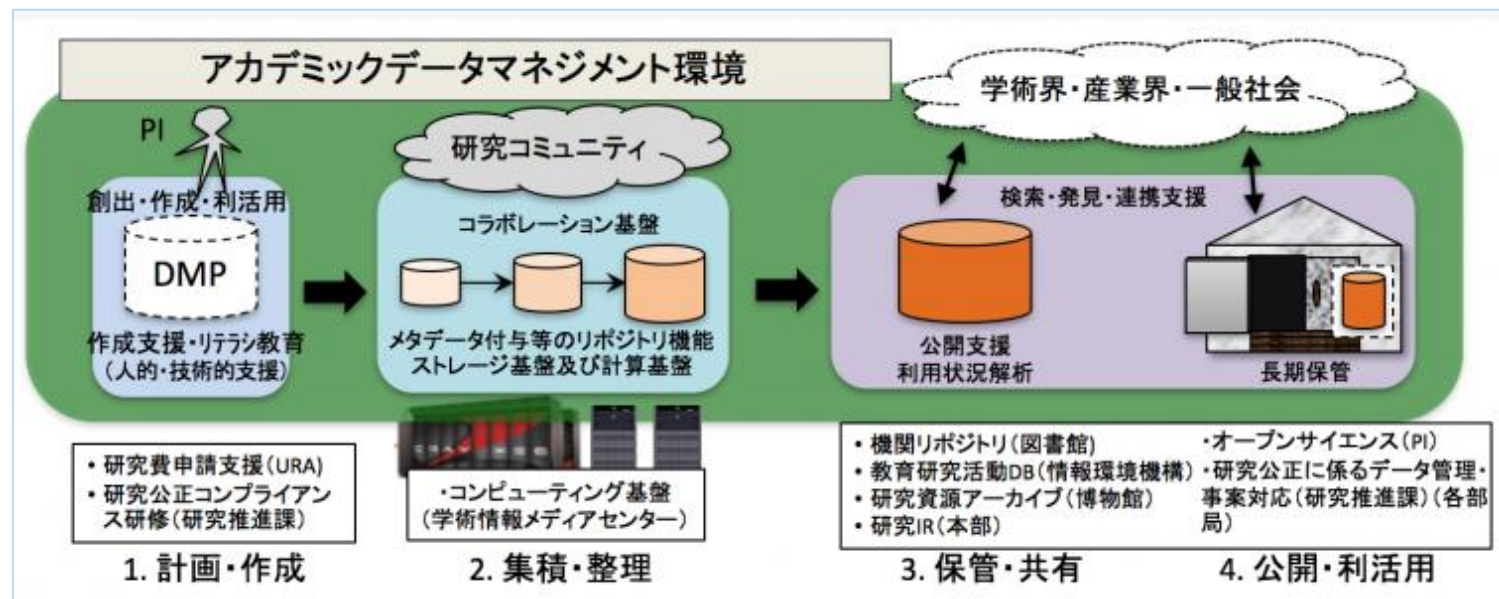 アカデミックデータマネジメント環境
学術界・産業界・一般社会
PI
創出・作成・利活用
DMP
作成支援・リテラシ教育
(人的・技術的支援)
研究コミュニティ
コラボレーション基盤
メタデータ付与等のリポジトリ機能
ストレージ基盤及び計算基盤
検索・発見・連携支援
公開支援
利用状況解析
長期保管
• 研究費申請支援(URA)
• 研究公正コンプライアン
ス研修(研究推進課)
・コンピューティング基盤
(学術情報メディアセンター)
• 機関リポジトリ(図書館)
• 教育研究活動DB(情報環境機構)
• 研究資源アーカイブ(博物館)
• 研究IR(本部)
・オープンサイエンス(PI)
・研究公正に係るデータ管理・
事案対応(研究推進課)(各部
局)
1. 計画・作成
2. 集積・整理
3. 保管・共有
4. 公開・利活用